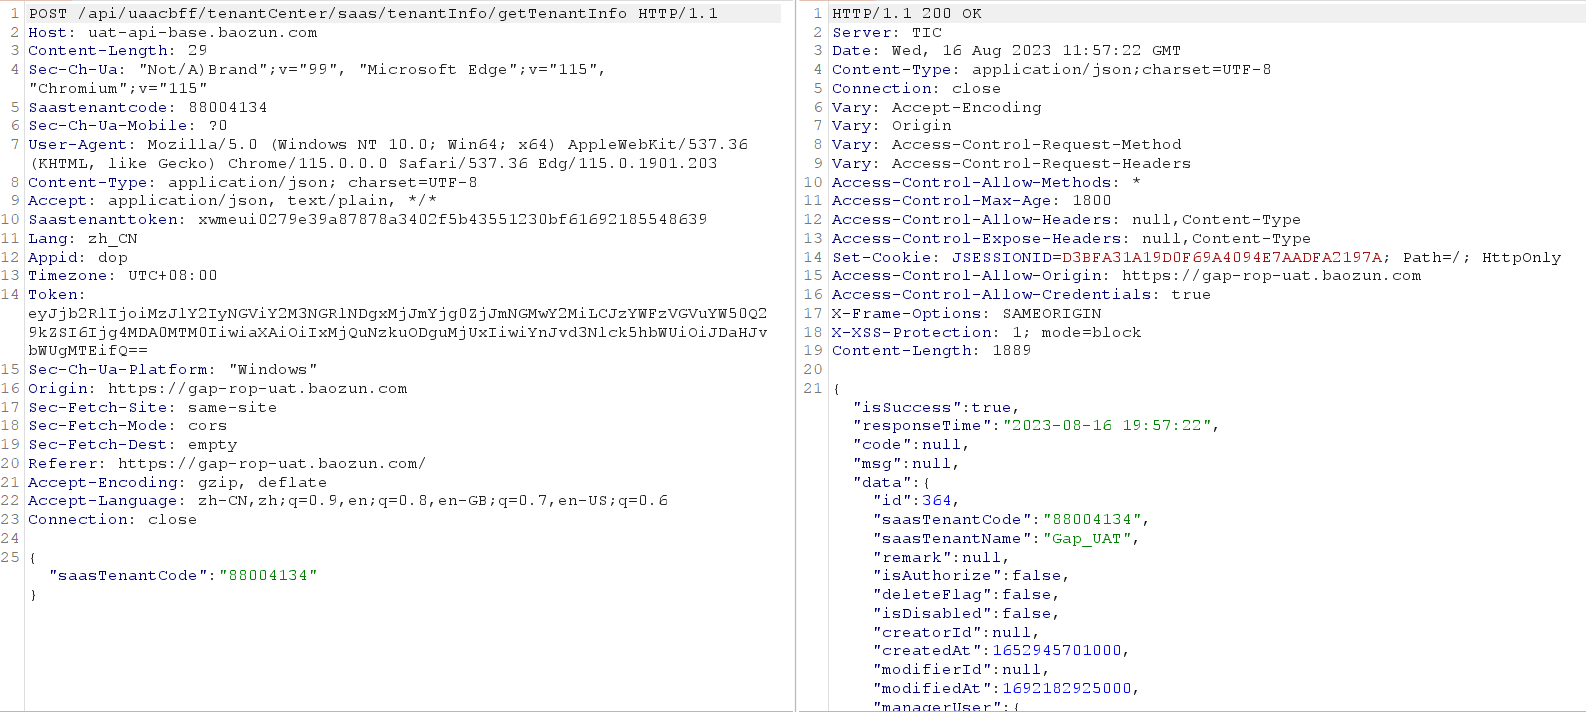 1 POST /api/uaacbff/tenantCenter/saas/tenantInfo/getTenantInfo HTTP/1.1
2 Host: uat-api-base.baozun.com
3 Content-Length: 29
4 Sec-Ch-Ua: "Not/A)Brand";v="99", "Microsoft Edge";v="115",
"Chromium";v="115"
5 Saastenantcode: 88004134
6 Sec-Ch-Ua-Mobile: ?0
7 User-Agent: Mozilla/5.0 (Windows NT 10.0; Win64; x64) AppleWebKit/537.36
(KHTML, like Gecko) Chrome/115.0.0.0 Safari/537.36 Edg/115.0.1901.203
8 Content-Type: application/json; charset=UTF-8
9 Accept: application/json, text/plain, */*
10 Saastenanttoken: xwmeui0279e39a87878a3402f5b43551230bf61692185548639
11 Lang: zh_CN
12 Appid: dop
13 Timezone: UTC+08:00
14 Token:
eyJjb2RlIjoiMzJlY2IyNGViY2M3NGRlNDgxMjJmYjg0ZjJmNGMwY2MiLCJzYWFzVGVuYW50Q2
9kZSI6Ijg4MDA0MTM0IiwiaXAiOiIxMjQuNzkuODguMjUxIiwiYnJvd3Nlck5hbWUiOiJDaHJv
bWUgMTEifQ==
15 Sec-Ch-Ua-Platform: "Windows"
16 Origin: https://gap-rop-uat.baozun.com
17 Sec-Fetch-Site: same-site
18 Sec-Fetch-Mode: cors
19 Sec-Fetch-Dest: empty
20 Referer: https://gap-rop-uat.baozun.com/
21 Accept-Encoding: gzip, deflate
22 Accept-Language: zh-CN,zh;q=0.9,en;q=0.8,en-GB;q=0.7,en-US;q=0.6
23 Connection: close
24
25 {
"saasTenantCode":"88004134"
}
1 HTTP/1.1 200 OK
2 Server: TIC
3 Date: Wed, 16 Aug 2023 11:57:22 GMT
4 Content-Type: application/json;charset=UTF-8
5 Connection: close
6 Vary: Accept-Encoding
7 Vary: Origin
8 Vary: Access-Control-Request-Method
9 Vary: Access-Control-Request-Headers
10 Access-Control-Allow-Methods: *
11 Access-Control-Max-Age: 1800
12 Access-Control-Allow-Headers: null,Content-Type
13 Access-Control-Expose-Headers: null,Content-Type
14 Set-Cookie: JSESSIONID=D3BFA31A19D0F69A4094E7AADFA2197A; Path=/; HttpOnly
15 Access-Control-Allow-Origin: https://gap-rop-uat.baozun.com
16 Access-Control-Allow-Credentials: true
17 X-Frame-Options: SAMEORIGIN
18 X-XSS-Protection: 1; mode=block
19 Content-Length: 1889
20
21 {
"isSuccess":true,
"responseTime":"2023-08-16 19:57:22",
"code":null,
"msg":null,
"data":{
"id":364,
"saasTenantCode":"88004134",
"saasTenantName":"Gap_UAT",
"remark":null,
"isAuthorize":false,
"deleteFlag":false,
"isDisabled":false,
"creatorId":null,
"createdAt":1652945701000,
"modifierId":null,
"modifiedAt":1692182925000,
"managerUser":{